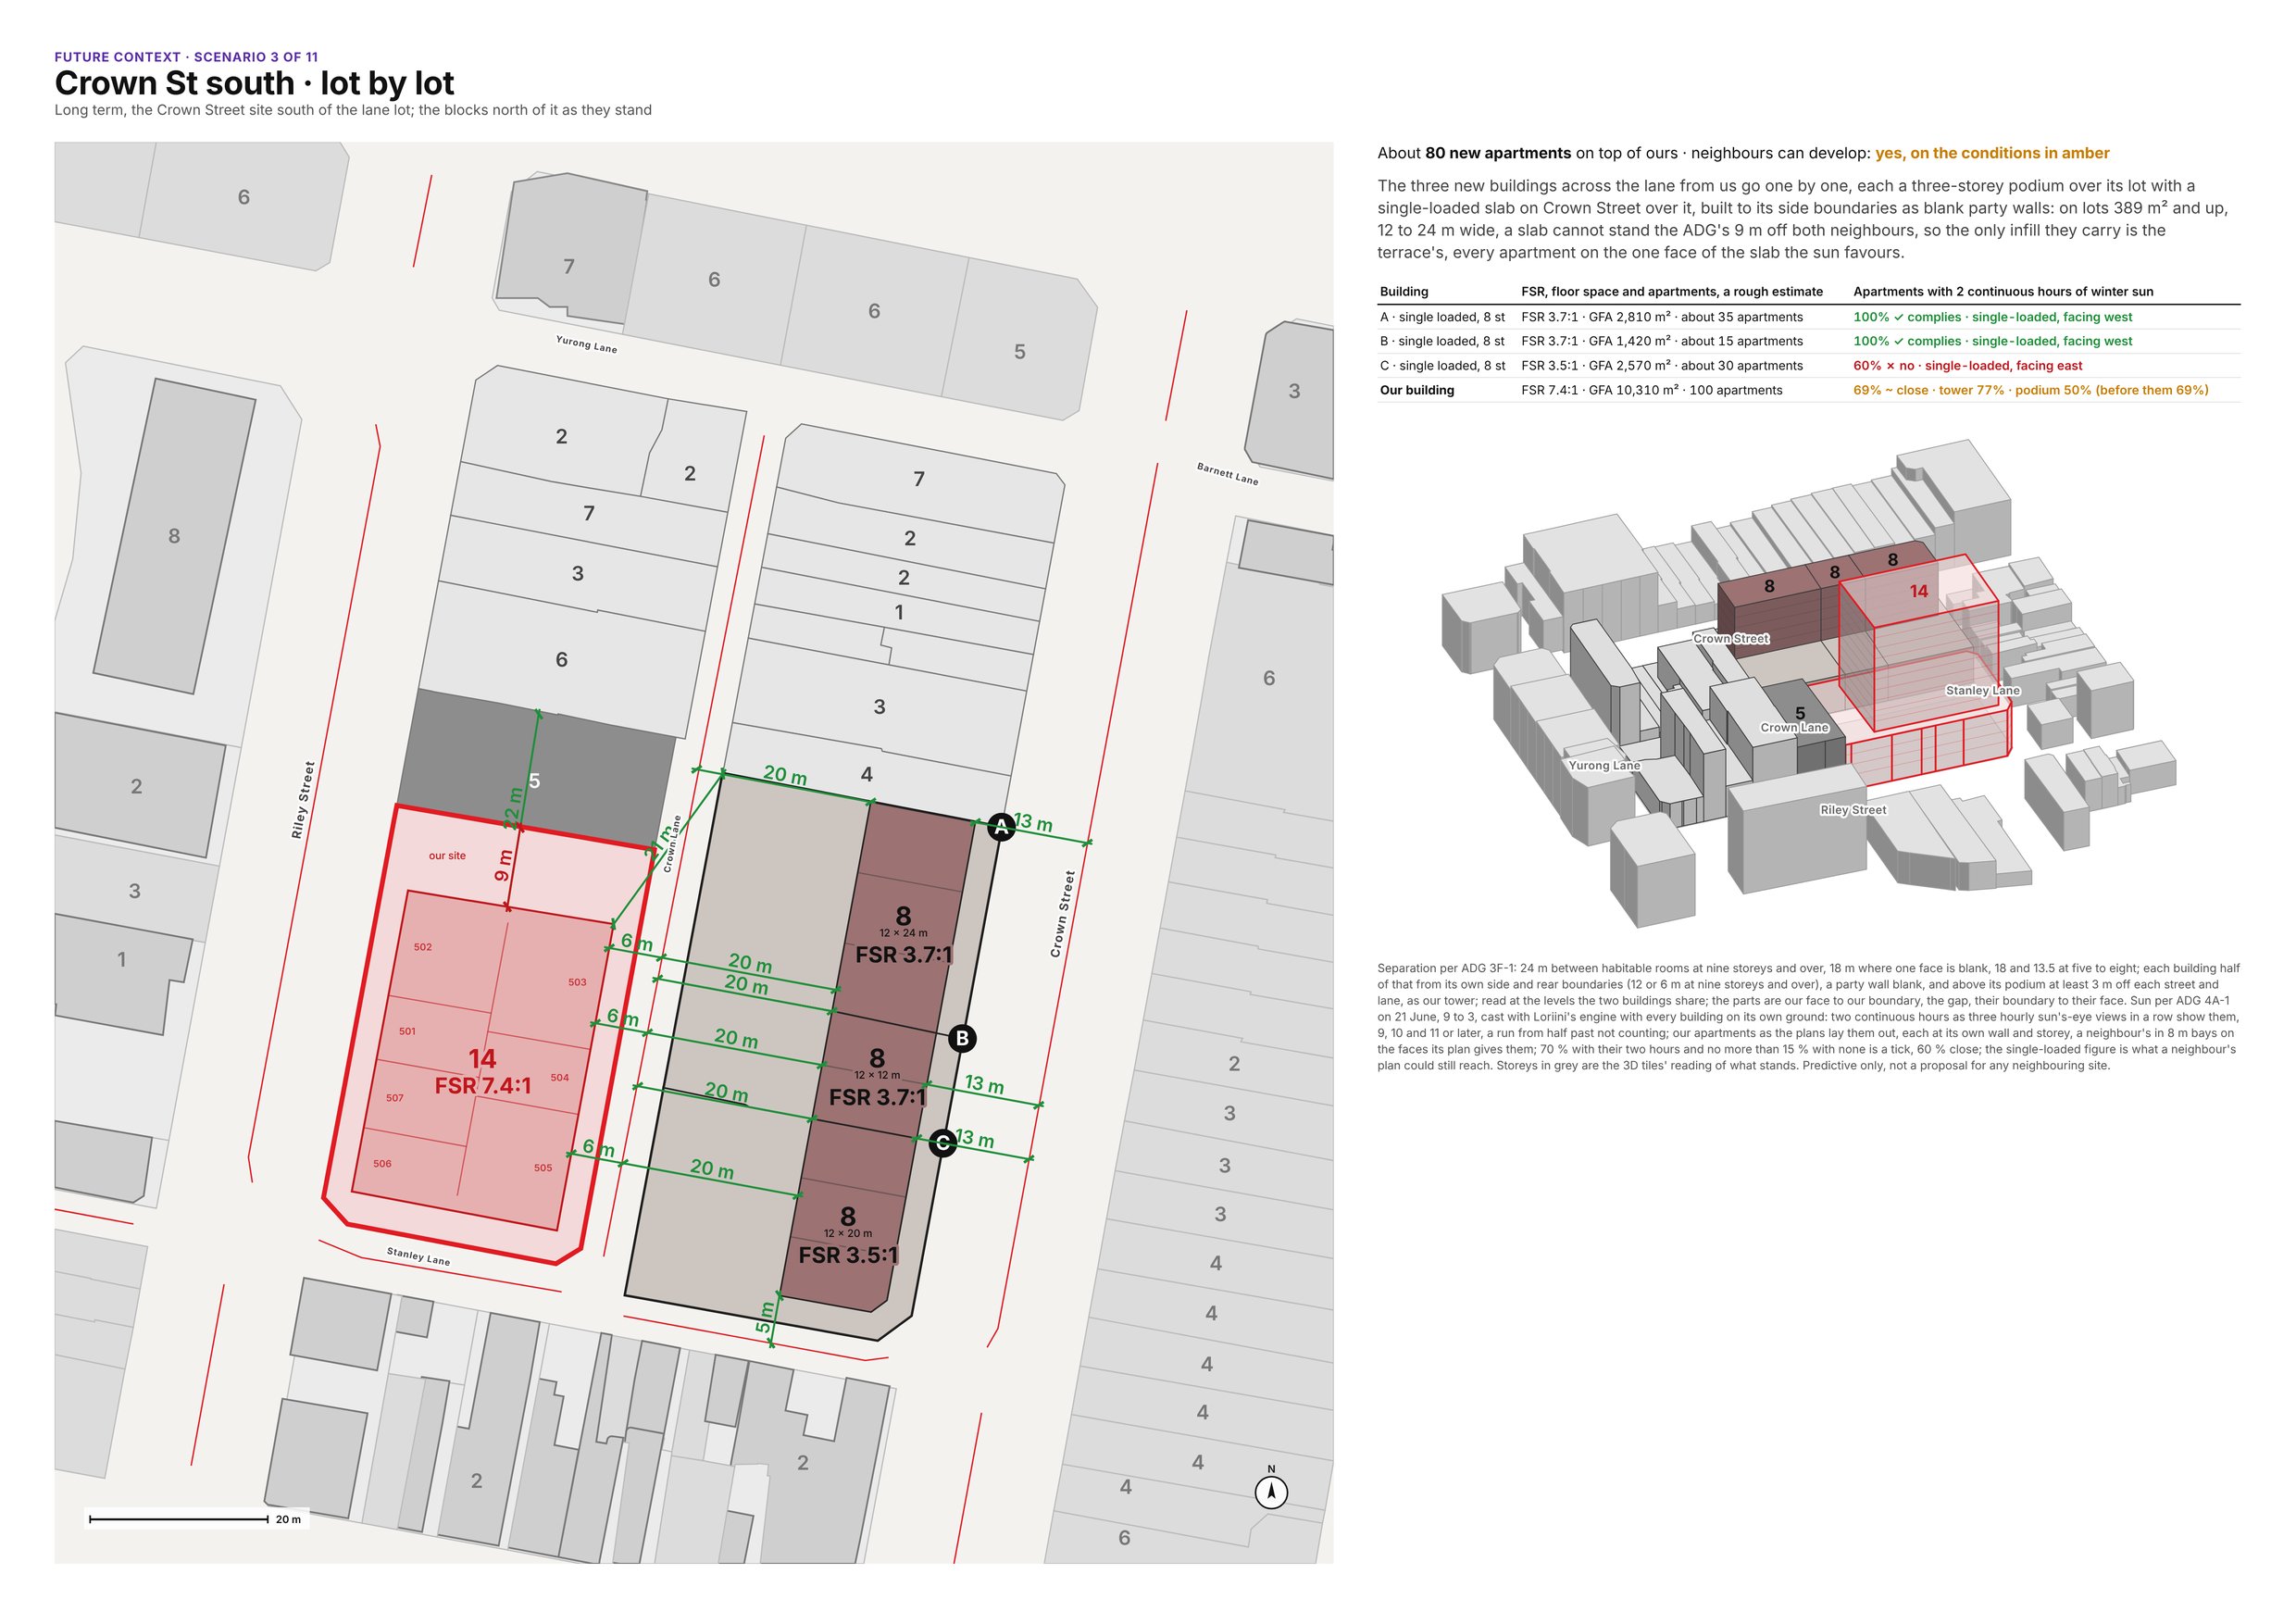 FUTURE CONTEXT · SCENARIO 3 OF 11
Crown St south · lot by lot
Long term, the Crown Street site south of the lane lot; the blocks north of it as they stand
About 80 new apartments on top of ours · neighbours can develop: yes, on the conditions in amber
The three new buildings across the lane from us go one by one, each a three-storey podium over its lot with a
single-loaded slab on Crown Street over it, built to its side boundaries as blank party walls: on lots 389 m² and up,
12 to 24 m wide, a slab cannot stand the ADG's 9 m off both neighbours, so the only infill they carry is the
terrace's, every apartment on the one face of the slab the sun favours.
Building FSR, floor space and apartments, a rough estimate Apartments with 2 continuous hours of winter sun
A · single loaded, 8 st FSR 3.7:1 · GFA 2,810 m² · about 35 apartments 100% ✓ complies · single-loaded, facing west
B · single loaded, 8 st FSR 3.7:1 · GFA 1,420 m² · about 15 apartments 100% ✓ complies · single-loaded, facing west
C · single loaded, 8 st FSR 3.5:1 · GFA 2,570 m² · about 30 apartments 60% × no · single-loaded, facing east
Our building FSR 7.4:1 · GFA 10,310 m² · 100 apartments 69% ~ close · tower 77% · podium 50% (before them 69%)
8
8
8
14
Crown Street
Stanley Lane
5
Crown Lane
Yurong Lane
Riley Street
Separation per ADG 3F-1: 24 m between habitable rooms at nine storeys and over, 18 m where one face is blank, 18 and 13.5 at five to eight; each building half
of that from its own side and rear boundaries (12 or 6 m at nine storeys and over), a party wall blank, and above its podium at least 3 m off each street and
lane, as our tower; read at the levels the two buildings share; the parts are our face to our boundary, the gap, their boundary to their face. Sun per ADG 4A-1
on 21 June, 9 to 3, cast with Loriini's engine with every building on its own ground: two continuous hours as three hourly sun's-eye views in a row show them,
9, 10 and 11 or later, a run from half past not counting; our apartments as the plans lay them out, each at its own wall and storey, a neighbour's in 8 m bays on
the faces its plan gives them; 70 % with their two hours and no more than 15 % with none is a tick, 60 % close; the single-loaded figure is what a neighbour's
plan could still reach. Storeys in grey are the 3D tiles' reading of what stands. Predictive only, not a proposal for any neighbouring site.
6
7
6
6
5
3
Yurong Lane
Barnett Lane
2
2
7
7
3
2
2
1
8
6
3
6
4
5
22 m
20 m
13 m
A
Riley Street
Crown Lane
Crown Street
2
3
1
our site
9 m
502
503
501
504
507
506
505
14
FSR 7.4:1
6 m
20 m
20 m
6 m
20 m
20 m
6 m
20 m
8
12 × 24 m
FSR 3.7:1
B
8
12 × 12 m
FSR 3.7:1
13 m
C
13 m
8
12 × 20 m
FSR 3.5:1
5 m
Stanley Lane
2
3
3
3
4
4
4
4
4
4
6
2
2
N
20 m